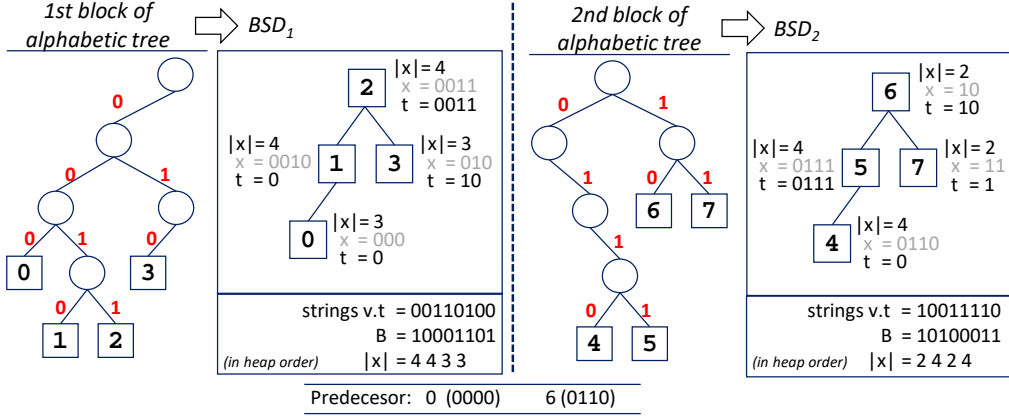 1st block of
alphabetic tree
BSD1
0
0
1
0
1
0
0
3
0
1
1
2
|x|= 4
x = 0011
t = 0011
2
|x|= 4
x = 0010
t = 0
1
3
|x|= 3
x = 010
t = 10
0
|x|= 3
x = 000
t = 0
strings v.t = 00110100
B = 10001101
(in heap order) |x| = 4 4 3 3
2nd block of
alphabetic tree
BSD2
0
1
1
0
1
6
7
1
0
1
4
5
6
|x|= 2
x = 10
t = 10
|x|= 4
x = 0111
t = 0111
5
7
|x|= 2
x = 11
t = 1
4
|x|= 4
x = 0110
t = 0
strings v.t = 10011110
B = 10100011
(in heap order) |x| = 2 4 2 4
Predecesor: 0 (0000) 6 (0110)